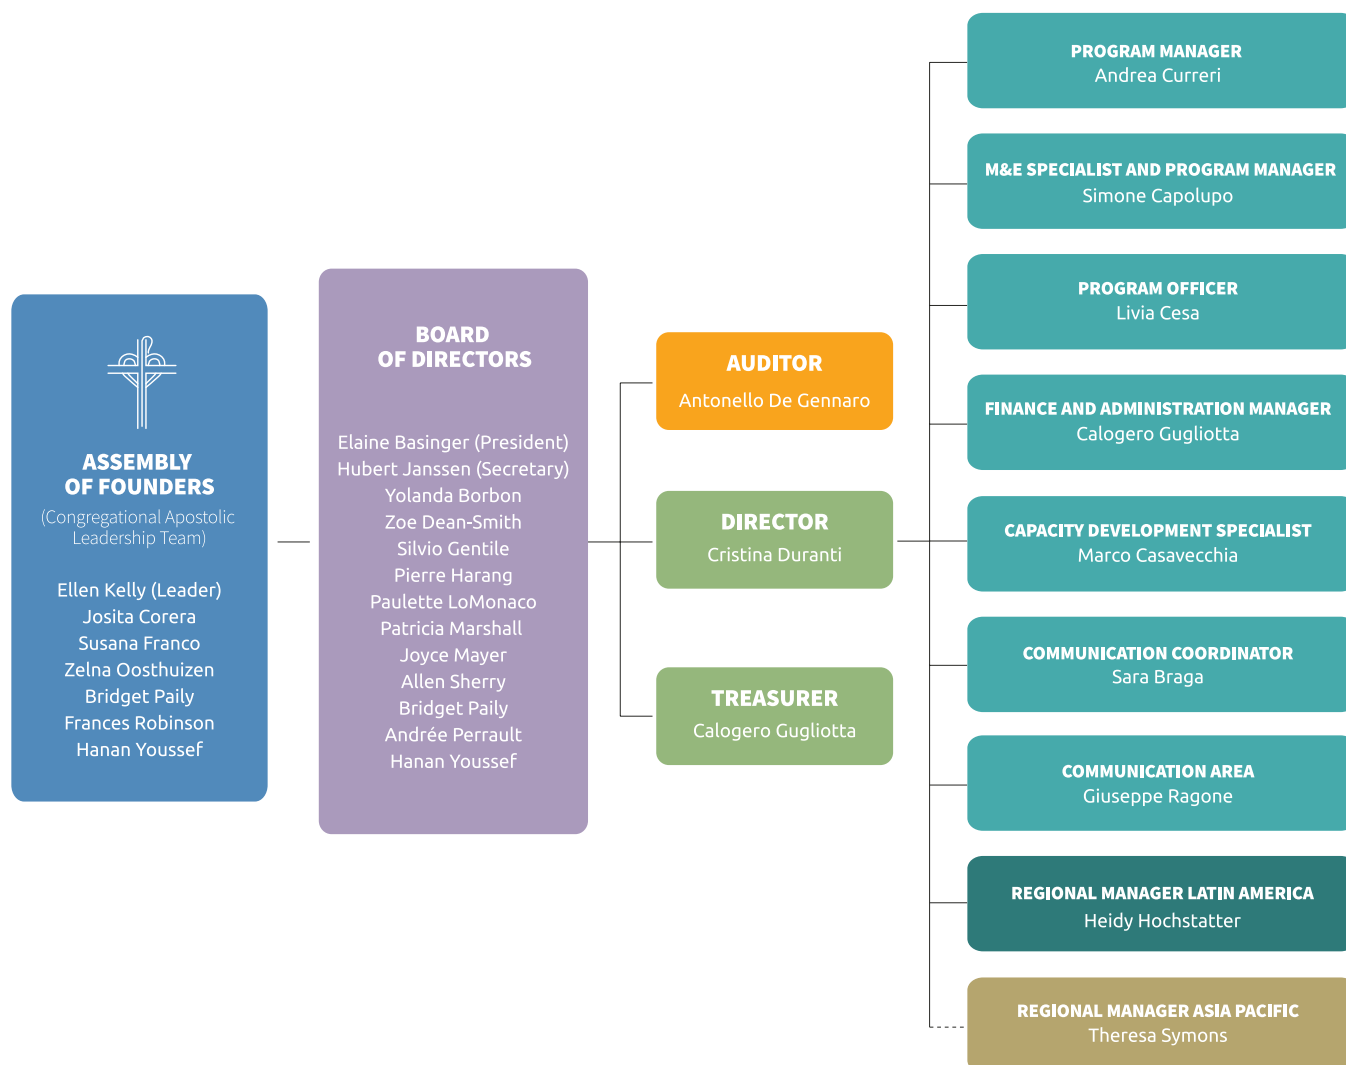 ASSEMBLY
OF FOUNDERS
(Congregational Apostolic
Leadership Team)
Ellen Kelly (Leader)
Josita Corera
Susana Franco
Zelna Oosthuizen
Bridget Paily
Frances Robinson
Hanan Youssef
BOARD
OF DIRECTORS
Elaine Basinger (President)
Hubert Janssen (Secretary)
Yolanda Borbon
Zoe Dean-Smith
Silvio Gentile
Pierre Harang
Paulette LoMonaco
Patricia Marshall
Joyce Mayer
Allen Sherry
Bridget Paily
Andrée Perrault
Hanan Youssef
AUDITOR
Antonello De Gennaro
DIRECTOR
Cristina Duranti
TREASURER
Calogero Gugliotta
PROGRAM MANAGER
Andrea Curreri
M&E SPECIALIST AND PROGRAM MANAGER
Simone Capolupo
PROGRAM OFFICER
Livia Cesa
FINANCE AND ADMINISTRATION MANAGER
Calogero Gugliotta
CAPACITY DEVELOPMENT SPECIALIST
Marco Casavecchia
COMMUNICATION COORDINATOR
Sara Braga
COMMUNICATION AREA
Giuseppe Ragone
REGIONAL MANAGER LATIN AMERICA
Heidy Hochstatter
REGIONAL MANAGER ASIA PACIFIC
Theresa Symons